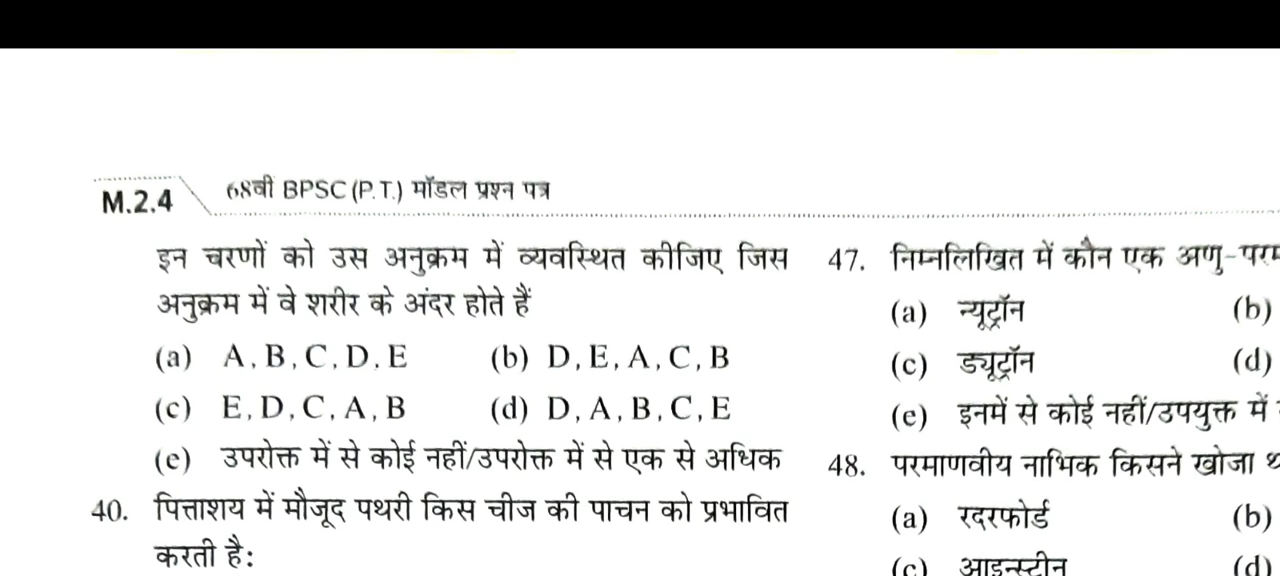 M.2.4 68वी BPSC (P.T.) मॉडल प्रश्न पत्र
इन चरणों को उस अनुक्रम में व्यवस्थित कीजिए जिस
अनुक्रम में वे शरीर के अंदर होते हैं
(a) A, B, C, D, E (b) D, E, A, C, B
(c) E, D, C, A, B (d) D, A, B, C, E
(e) उपरोक्त में से कोई नहीं/उपरोक्त में से एक से अधिक
40. पित्ताशय में मौजूद पथरी किस चीज की पाचन को प्रभावित
करती है:
47. निम्नलिखित में कौन एक अणु-
(a) न्यूट्रॉन (b)
(c) ड्यूट्रॉन (d)
(e) इनमें से कोई नहीं/उपयुक्त में
48. परमाणवीय नाभिक किसने खोजा
(a) रदरफोर्ड (b)
(c) आइन्स्टीन (d)